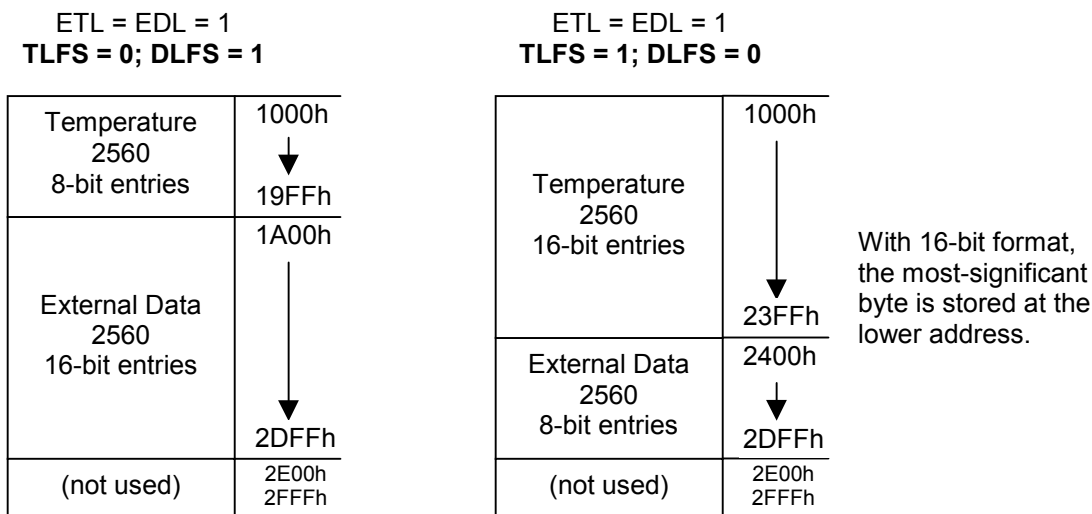 ETL = EDL = 1
TLFS = 0; DLFS = 1
Temperature
2560
8-bit entries
1000h
19FFh
External Data
2560
16-bit entries
1A00h
2DFFh
(not used)
2E00h
2FFFh
ETL = EDL = 1
TLFS = 1; DLFS = 0
Temperature
2560
16-bit entries
1000h
23FFh
External Data
2560
8-bit entries
2400h
2DFFh
(not used)
2E00h
2FFFh
With 16-bit format,
the most-significant
byte is stored at the
lower address.